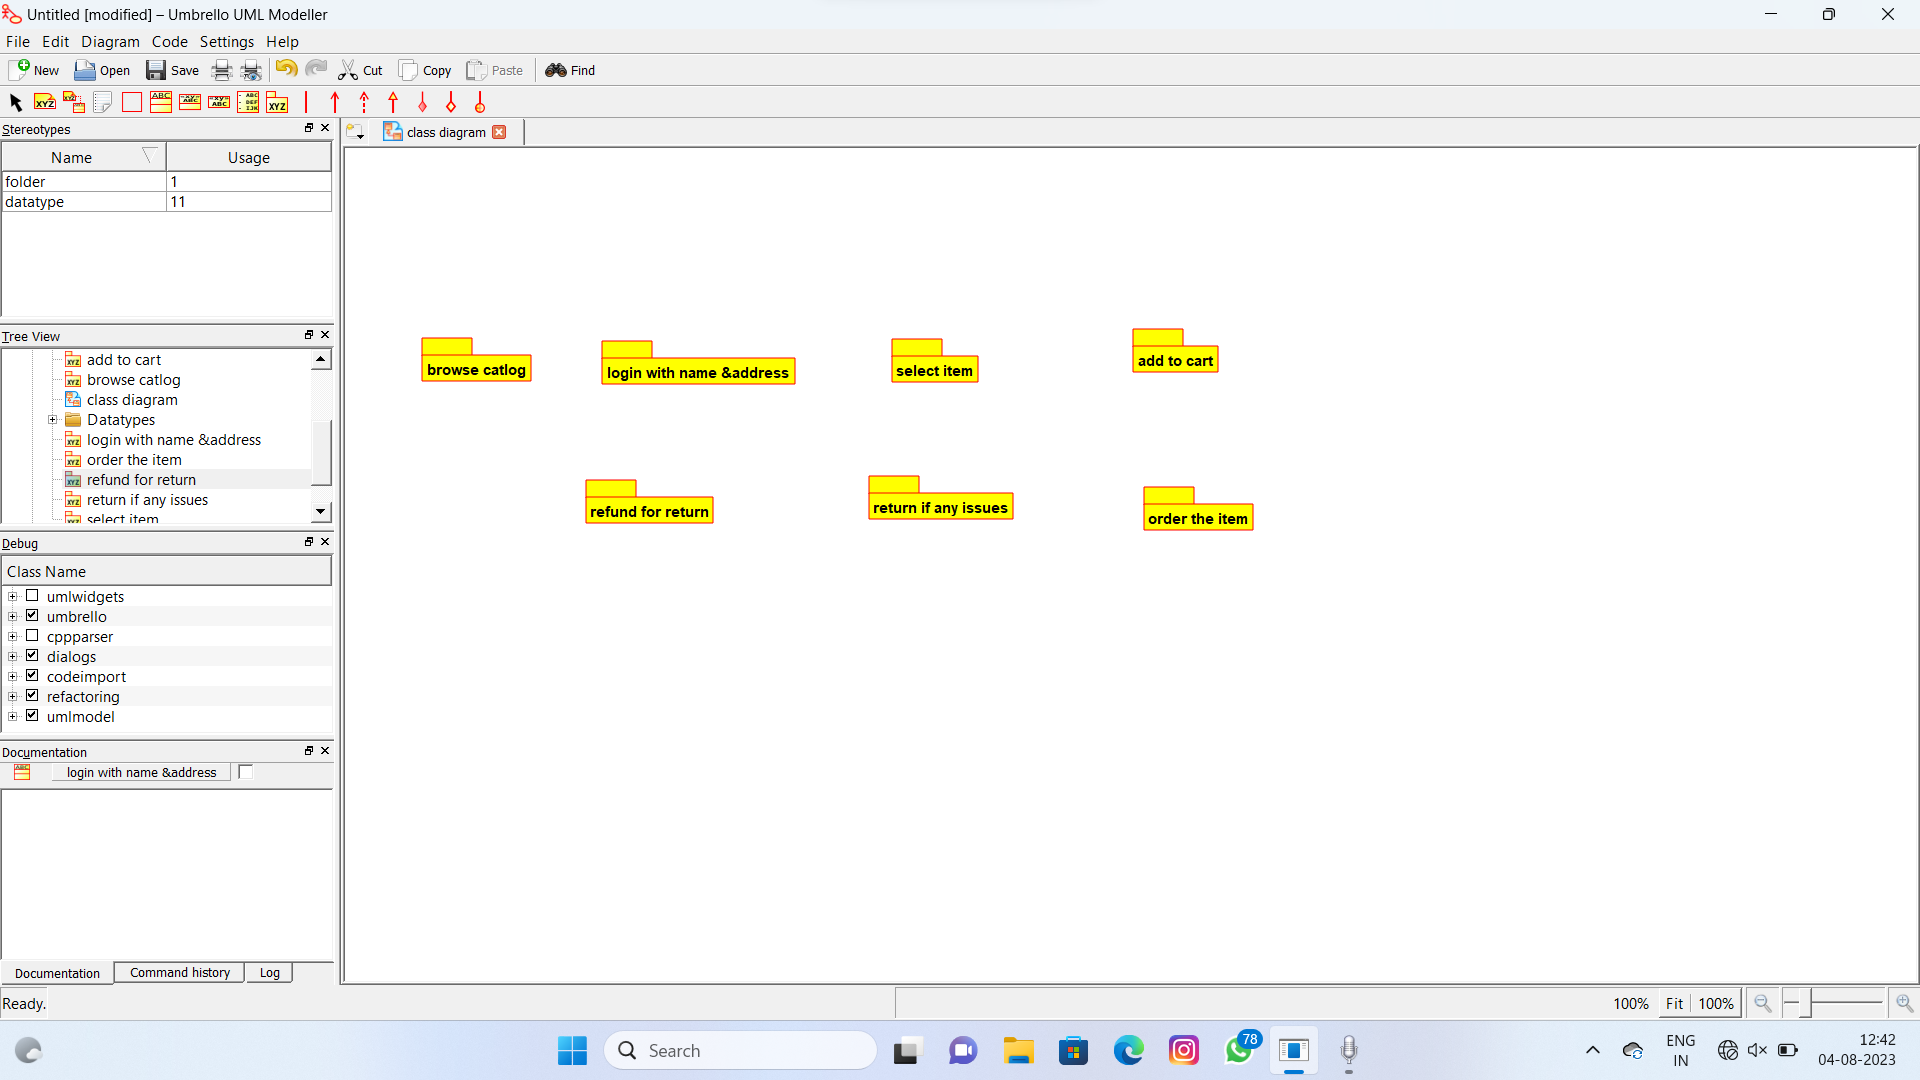 Untitled [modified] – Umbrello UML Modeller
File Edit Diagram Code Settings Help
New Open Save Cut Copy Paste Find
Stereotypes
class diagram
Name Usage
folder 1
datatype 11
Tree View
add to cart
browse catlog
class diagram
Datatypes
login with name &address
order the item
refund for return
return if any issues
select item
browse catlog
login with name &address
select item
add to cart
refund for return
return if any issues
order the item
Debug
Class Name
umlwidgets
umbrello
cppparser
dialogs
codeimport
refactoring
umlmodel
Documentation
login with name &address
Documentation Command history Log
Ready.
100% Fit 100%
Search
78
ENG
IN
12:42
04-08-2023